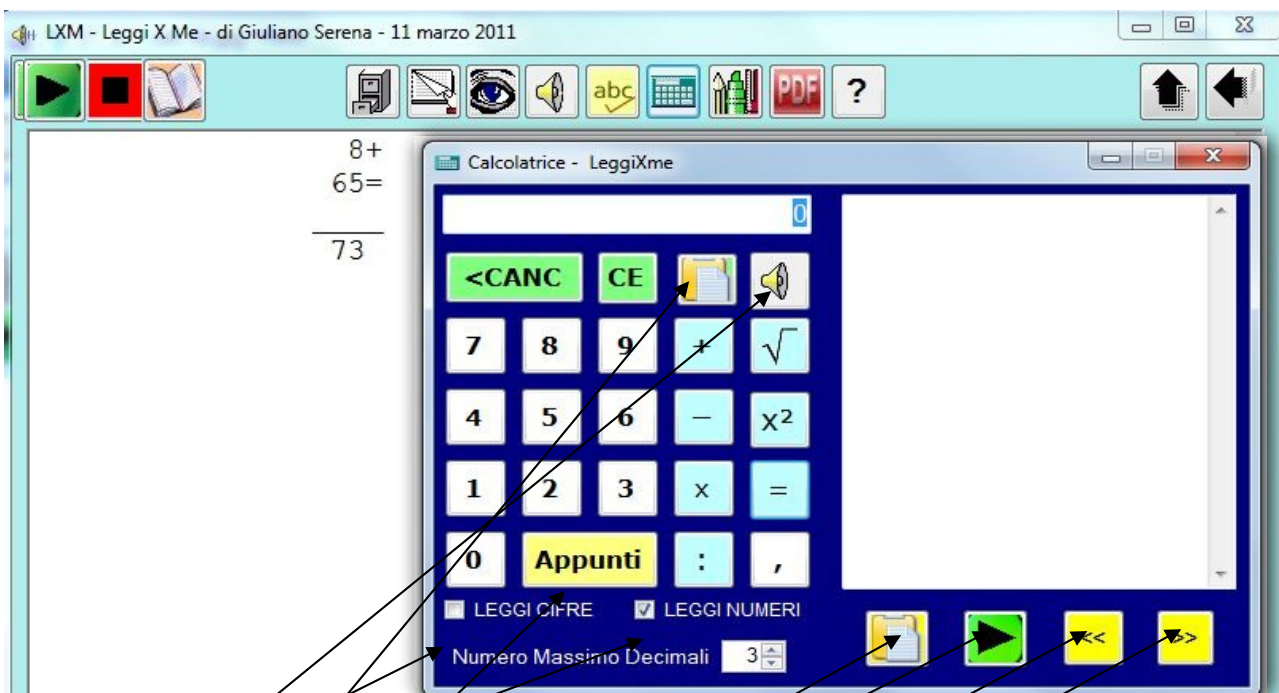 LXM - Leggi X Me - di Giuliano Serena - 11 marzo 2011
abc PDF ?
8+
65=
73
Calcolatrice - LeggiXme
0
<CANC CE
7 8 9 + √
4 5 6 − x²
1 2 3 x =
0 Appunti : ,
LEGGI CIFRE LEGGI NUMERI
Numero Massimo Decimali 3
<< >>